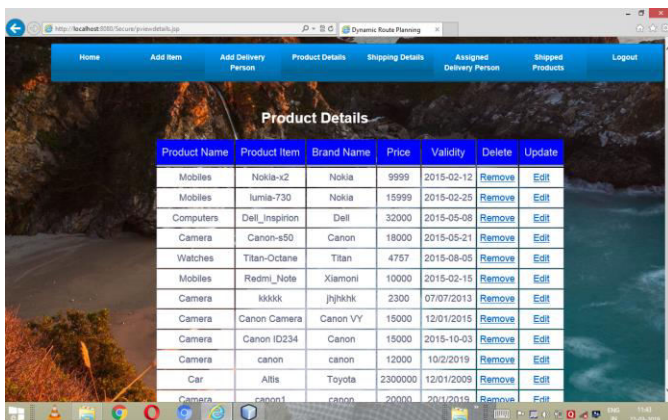 http://localhost:8080/Secure/pviewdetails.jsp
Dynamic Route Planning
Home Add Item Add Delivery Person Product Details Shipping Details Assigned Delivery Person Shipped Products Logout
Product Details
Product Name Product Item Brand Name Price Validity Delete Update
Mobiles Nokia-x2 Nokia 9999 2015-02-12 Remove Edit
Mobiles lumia-730 Nokia 15999 2015-02-25 Remove Edit
Computers Dell_Inspirion Dell 32000 2015-05-08 Remove Edit
Camera Canon-s50 Canon 18000 2015-05-21 Remove Edit
Watches Titan-Octane Titan 4757 2015-08-05 Remove Edit
Mobiles Redmi_Note Xiamoni 10000 2015-02-15 Remove Edit
Camera kkkkk jhjhkhk 2300 07/07/2013 Remove Edit
Camera Canon Camera Canon VY 15000 12/01/2015 Remove Edit
Camera Canon ID234 Canon 15000 2015-10-03 Remove Edit
Camera canon canon 12000 10/2/2019 Remove Edit
Car Altis Toyota 2300000 12/01/2009 Remove Edit
Camera canon1 canon 20000 20/1/2019 Remove Edit
ENG
11:43